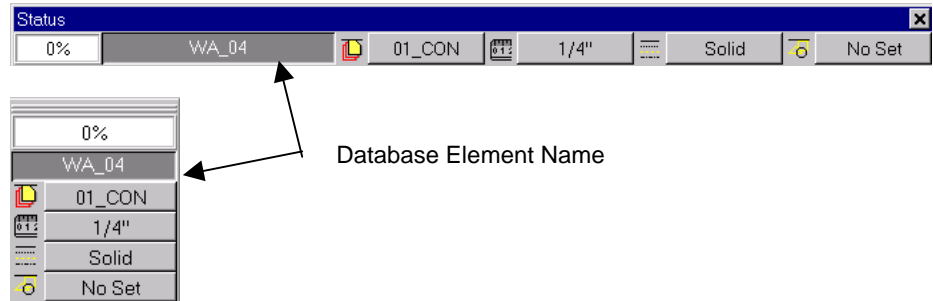 Status
0% WA_04 01_CON 1/4" Solid No Set
0%
WA_04
Database Element Name
01_CON
1/4"
Solid
No Set